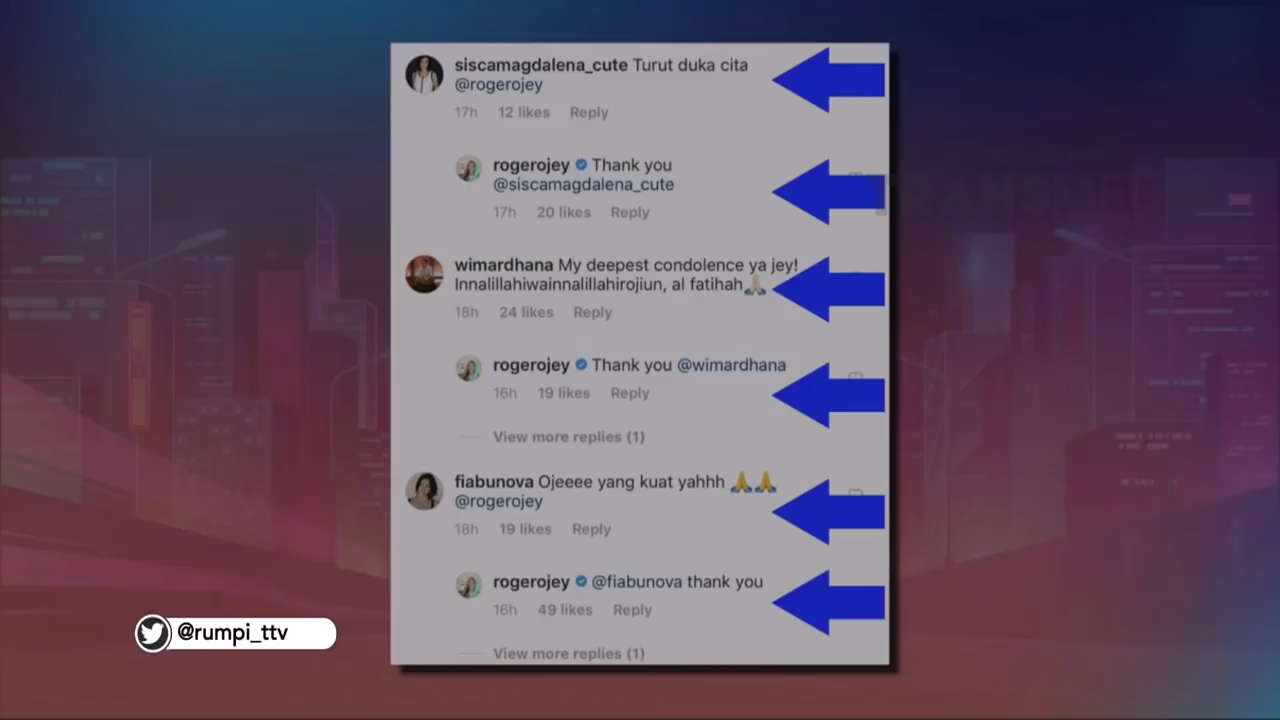 siscamagdalena_cute Turut duka cita
@rogerojey
17h 12 likes Reply
rogerojey Thank you
@siscamagdalena_cute
17h 20 likes Reply
wimardhana My deepest condolence ya jey!
Innalillahiwainnalillahirojiun, al fatihah🙏🏻
18h 24 likes Reply
rogerojey Thank you @wimardhana
16h 19 likes Reply
View more replies (1)
fiabunova Ojeeee yang kuat yahhh 🙏🙏
@rogerojey
18h 19 likes Reply
rogerojey @fiabunova thank you
16h 49 likes Reply
View more replies (1)
@rumpi_ttv